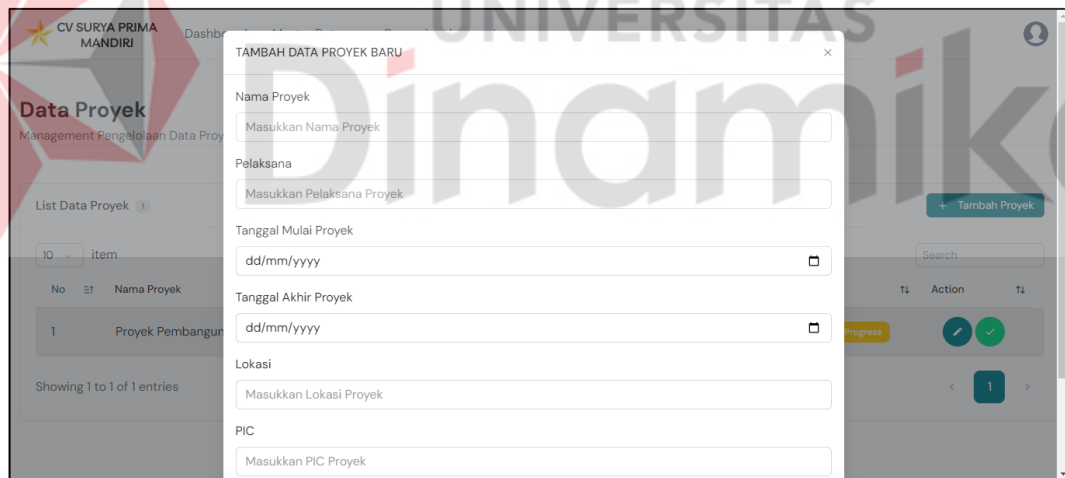 UNIVERSITAS
Dinamika
CV SURYA PRIMA
MANDIRI
TAMBAH DATA PROYEK BARU
×
Nama Proyek
Masukkan Nama Proyek
Pelaksana
Masukkan Pelaksana Proyek
Tanggal Mulai Proyek
dd/mm/yyyy
Tanggal Akhir Proyek
dd/mm/yyyy
Lokasi
Masukkan Lokasi Proyek
PIC
Masukkan PIC Proyek
Data Proyek
Management Pengelolaan Data Proy
List Data Proyek 1
+ Tambah Proyek
10 item
Search
No Nama Proyek Action
1 Proyek Pembangun Progress
Showing 1 to 1 of 1 entries
< 1 >